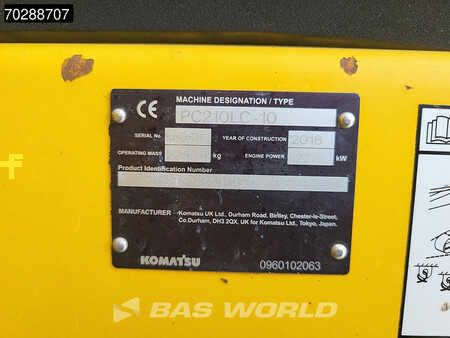 70288707
CE
MACHINE DESIGNATION / TYPE
PC210LC-10
SERIAL No.
YEAR OF CONSTRUCTION 2016
OPERATING MASS kg ENGINE POWER kW
Product Identification Number
MANUFACTURER Komatsu UK Ltd., Durham Road, Birtley, Chester-le-Street,
Co.Durham, DH3 2QX, UK for Komatsu Ltd., Tokyo, Japan.
KOMATSU 0960102063
BAS WORLD